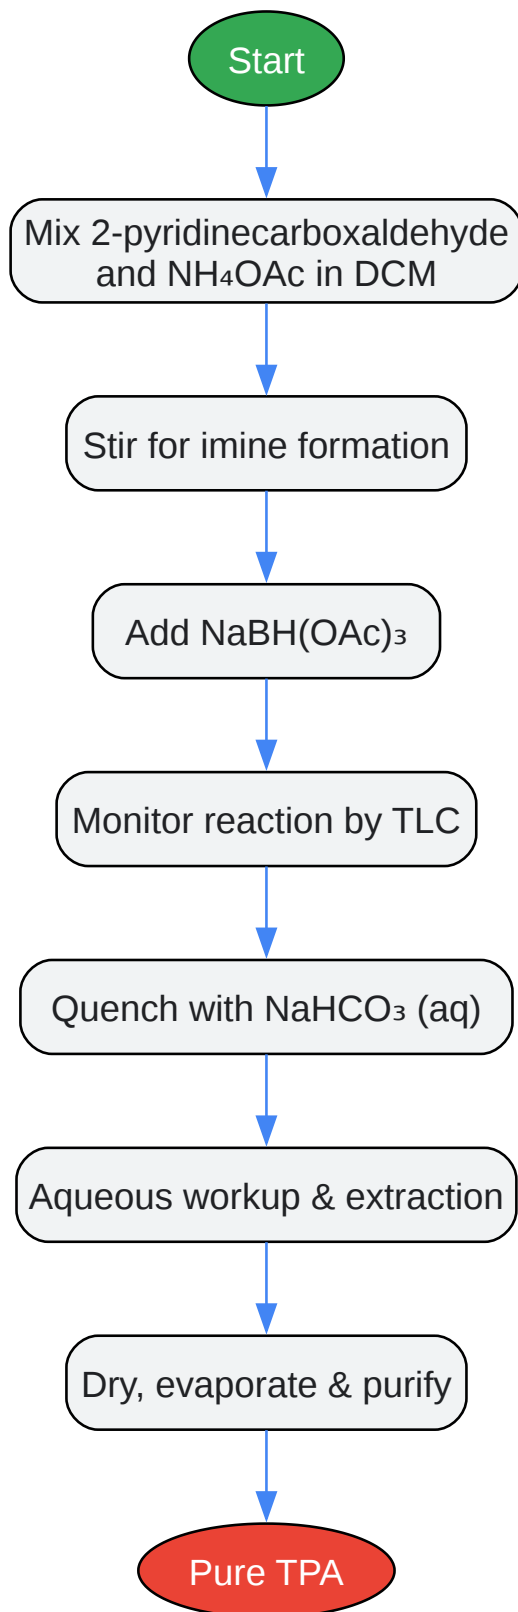 Start
Mix 2-pyridinecarboxaldehyde
and NH₄OAc in DCM
Stir for imine formation
Add NaBH(OAc)₃
Monitor reaction by TLC
Quench with NaHCO₃ (aq)
Aqueous workup & extraction
Dry, evaporate & purify
Pure TPA